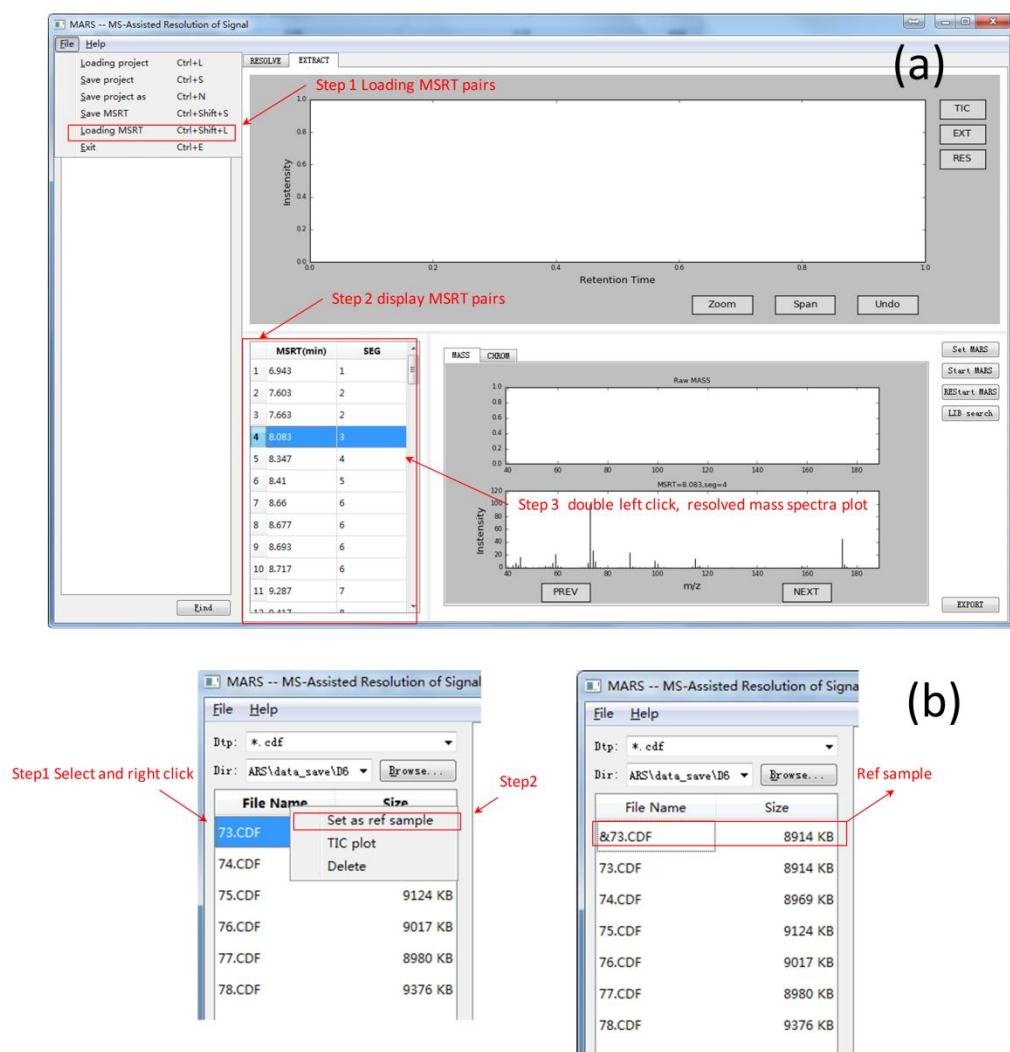 MARS -- MS-Assisted Resolution of Signal
(a)
File Help
Loading project Ctrl+L
Save project Ctrl+S
Save project as Ctrl+N
Save MSRT Ctrl+Shift+S
Loading MSRT Ctrl+Shift+L
Exit Ctrl+E
RESOLVE EXTRACT
Step 1 Loading MSRT pairs
TIC
EXT
RES
1.0
0.8
0.6
0.4
0.2
0.0
Instensity
0.0 0.2 0.4 0.6 0.8 1.0
Retention Time
Zoom Span Undo
Step 2 display MSRT pairs
MSRT(min) SEG
1 6.943 1
2 7.603 2
3 7.663 2
4 8.083 3
5 8.347 4
6 8.41 5
7 8.66 6
8 8.677 6
9 8.693 6
10 8.717 6
11 9.287 7
Find
MASS CHROM
Raw MASS
1.0
0.8
0.6
0.4
0.2
0.0
40 60 80 100 120 140 160 180
MSRT=8.083,seg=4
Step 3 double left click, resolved mass spectra plot
120
100
80
60
40
20
0
Instensity
40 60 80 100 120 140 160 180
m/z
PREV NEXT
Set MARS
Start MARS
REStart MARS
LIB search
EXPORT
(b)
MARS -- MS-Assisted Resolution of Signal
File Help
Dtp: *.cdf
Dir: ARS\data_save\D6 Browse...
Step1 Select and right click
Step2
File Name Size
73.CDF
Set as ref sample
TIC plot
Delete
74.CDF
75.CDF 9124 KB
76.CDF 9017 KB
77.CDF 8980 KB
78.CDF 9376 KB
MARS -- MS-Assisted Resolution of Signa
File Help
Dtp: *.cdf
Dir: ARS\data_save\D6 Browse...
Ref sample
File Name Size
&73.CDF 8914 KB
73.CDF 8914 KB
74.CDF 8969 KB
75.CDF 9124 KB
76.CDF 9017 KB
77.CDF 8980 KB
78.CDF 9376 KB